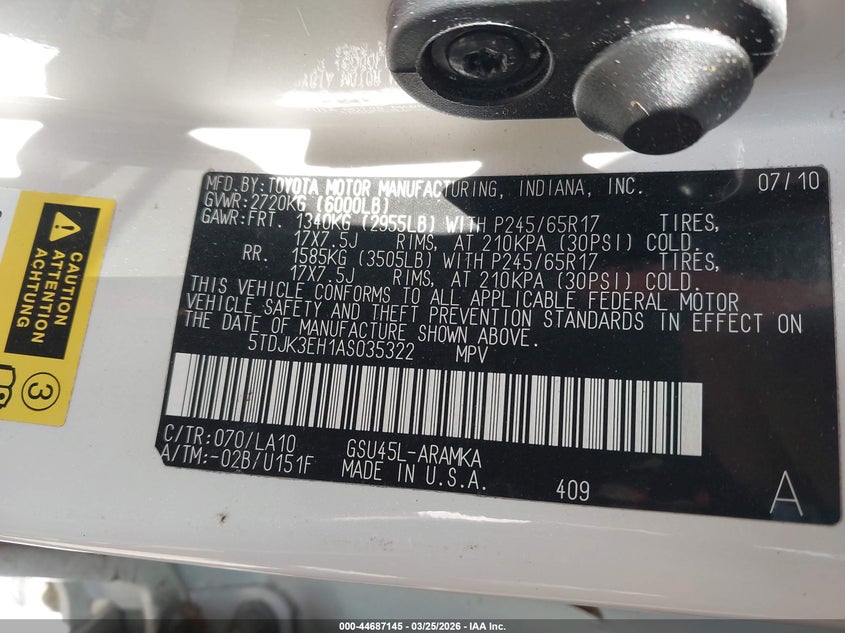 MFD.BY:TOYOTA MOTOR MANUFACTURING, INDIANA, INC. 07/10
GVWR:2720KG (6000LB)
GAWR:FRT. 1340KG (2955LB) WITH P245/65R17 TIRES,
17X7.5J RIMS, AT 210KPA (30PSI) COLD.
RR. 1585KG (3505LB) WITH P245/65R17 TIRES,
17X7.5J RIMS, AT 210KPA (30PSI) COLD.
THIS VEHICLE CONFORMS TO ALL APPLICABLE FEDERAL MOTOR
VEHICLE SAFETY AND THEFT PREVENTION STANDARDS IN EFFECT ON
THE DATE OF MANUFACTURE SHOWN ABOVE.
5TDJK3EH1AS035322 MPV
C/TR:070/LA10 GSU45L-ARAMKA
A/TM:-02B/U151F MADE IN U.S.A. 409 A
CAUTION
ATTENTION
ACHTUNG
3
000-44687145 — 03/25/2026 — IAA Inc.